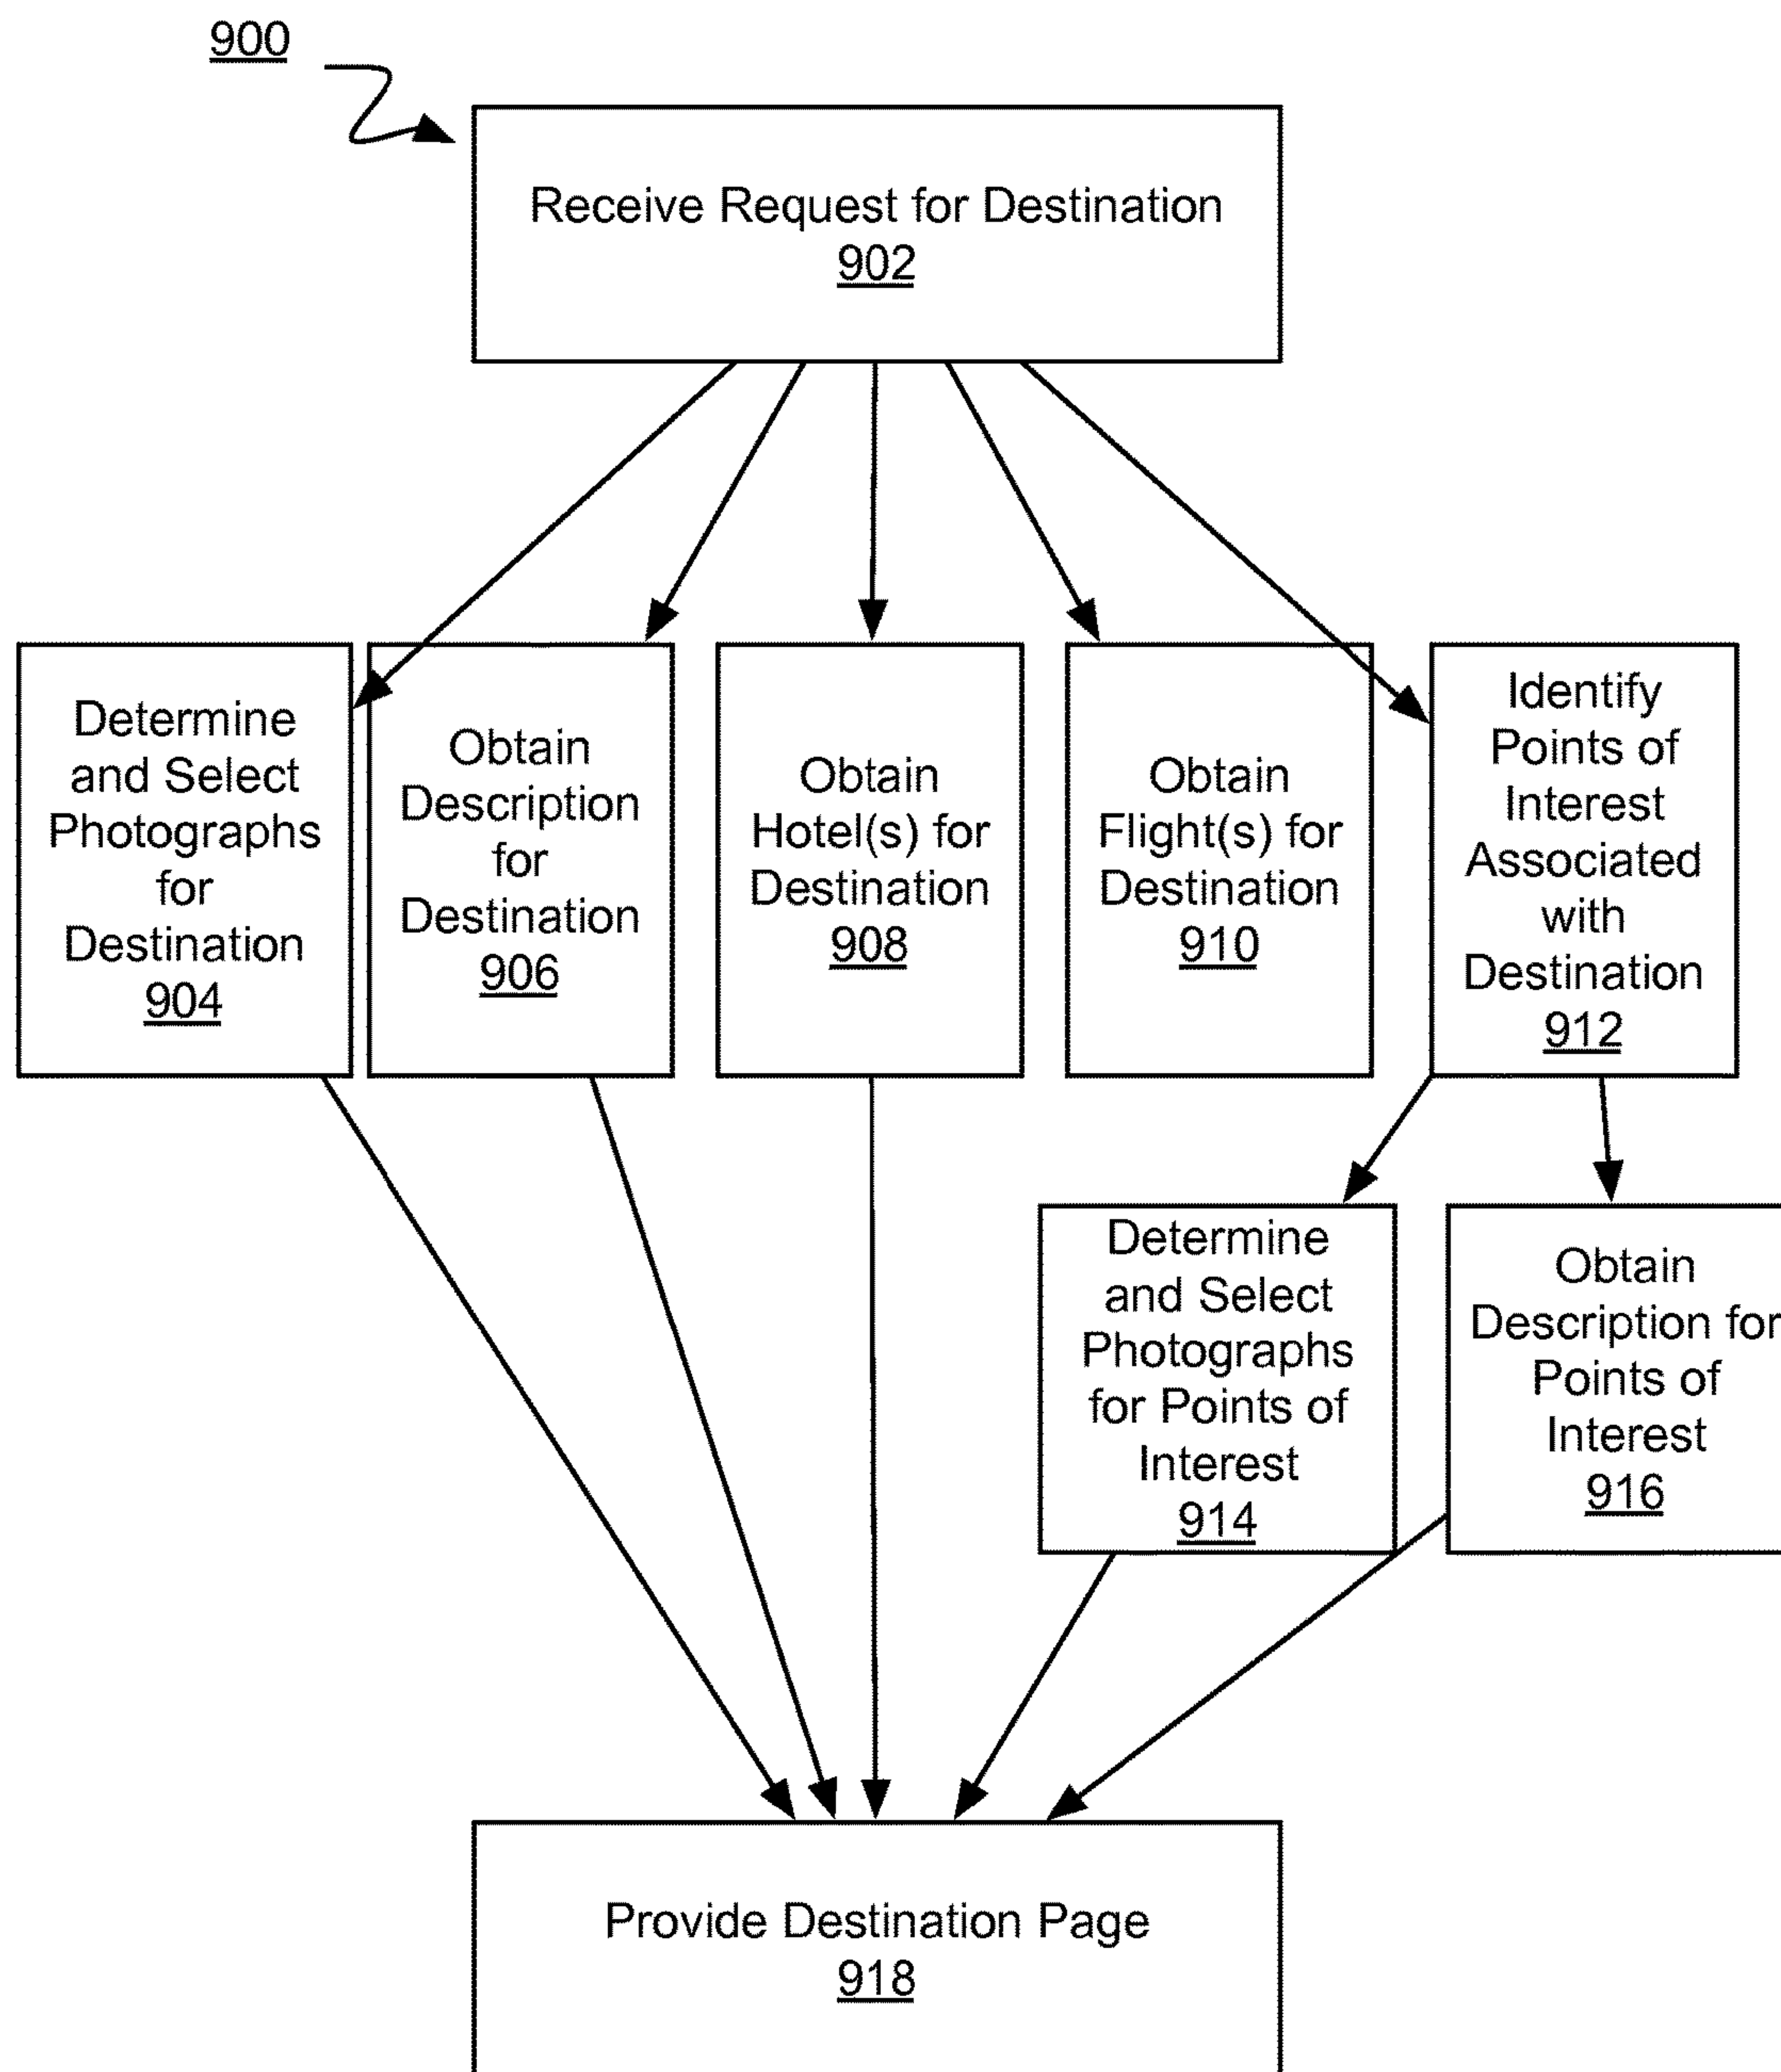 900
Receive Request for Destination
902
Determine
and Select
Photographs
for
Destination
904
Obtain
Description
for
Destination
906
Obtain
Hotel(s) for
Destination
908
Obtain
Flight(s) for
Destination
910
Identify
Points of
Interest
Associated
with
Destination
912
Determine
and Select
Photographs
for Points of
Interest
914
Obtain
Description for
Points of
Interest
916
Provide Destination Page
918